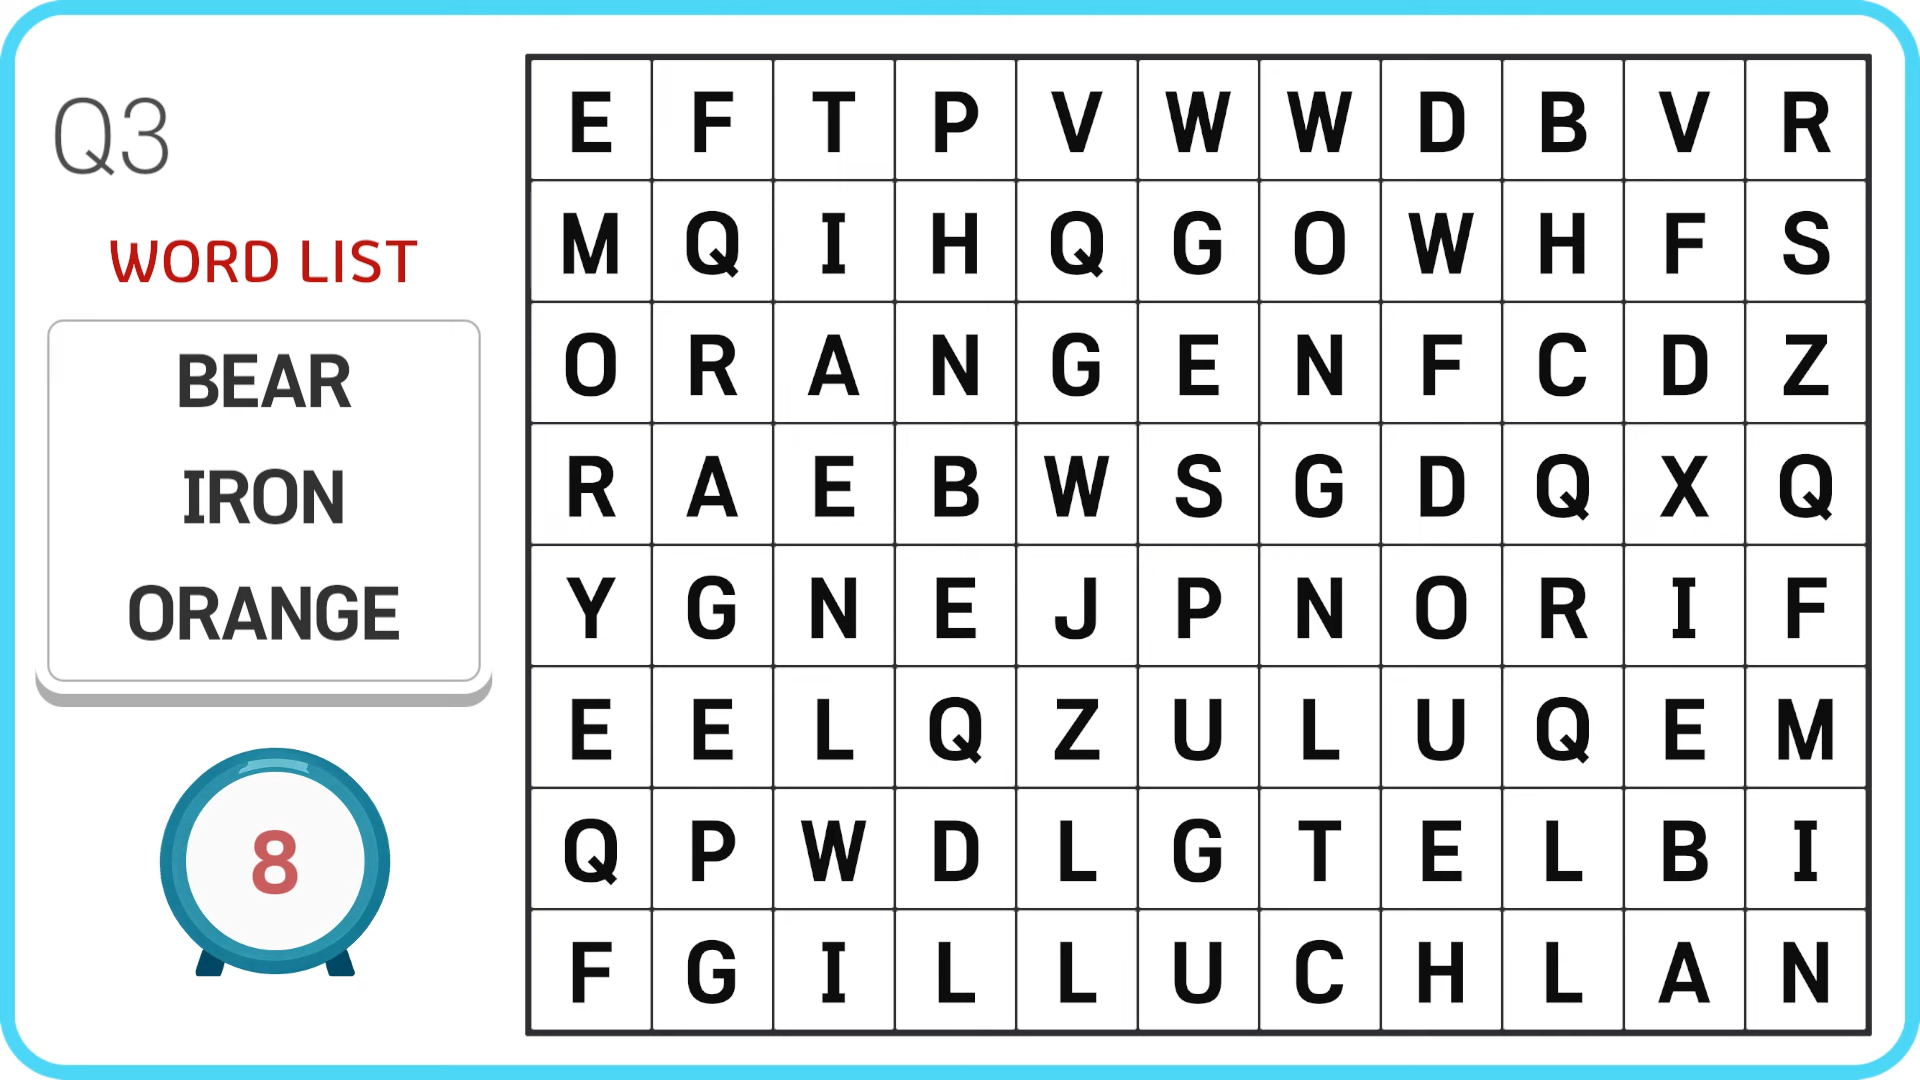 Q3
WORD LIST
BEAR
IRON
ORANGE
8
E F T P V W W D B V R
M Q I H Q G O W H F S
O R A N G E N F C D Z
R A E B W S G D Q X Q
Y G N E J P N O R I F
E E L Q Z U L U Q E M
Q P W D L G T E L B I
F G I L L U C H L A N